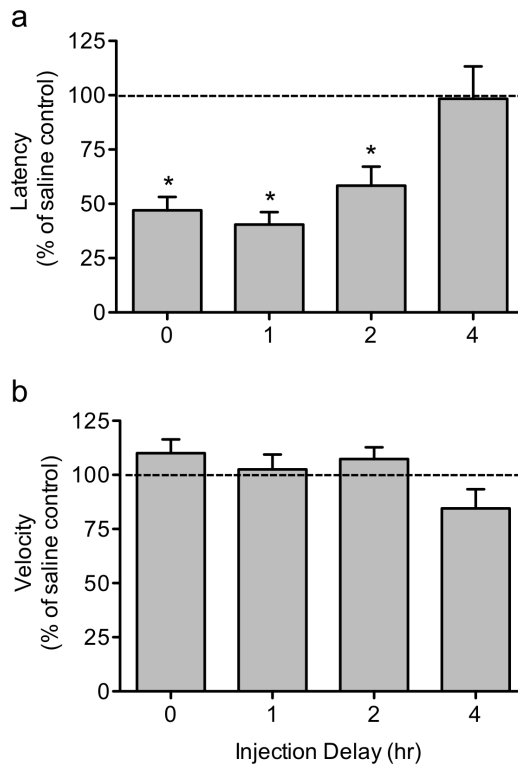 a
Latency
(% of saline control)
125
100
75
50
25
0
* * *
0 1 2 4
b
Velocity
(% of saline control)
125
100
75
50
25
0
0 1 2 4
Injection Delay (hr)